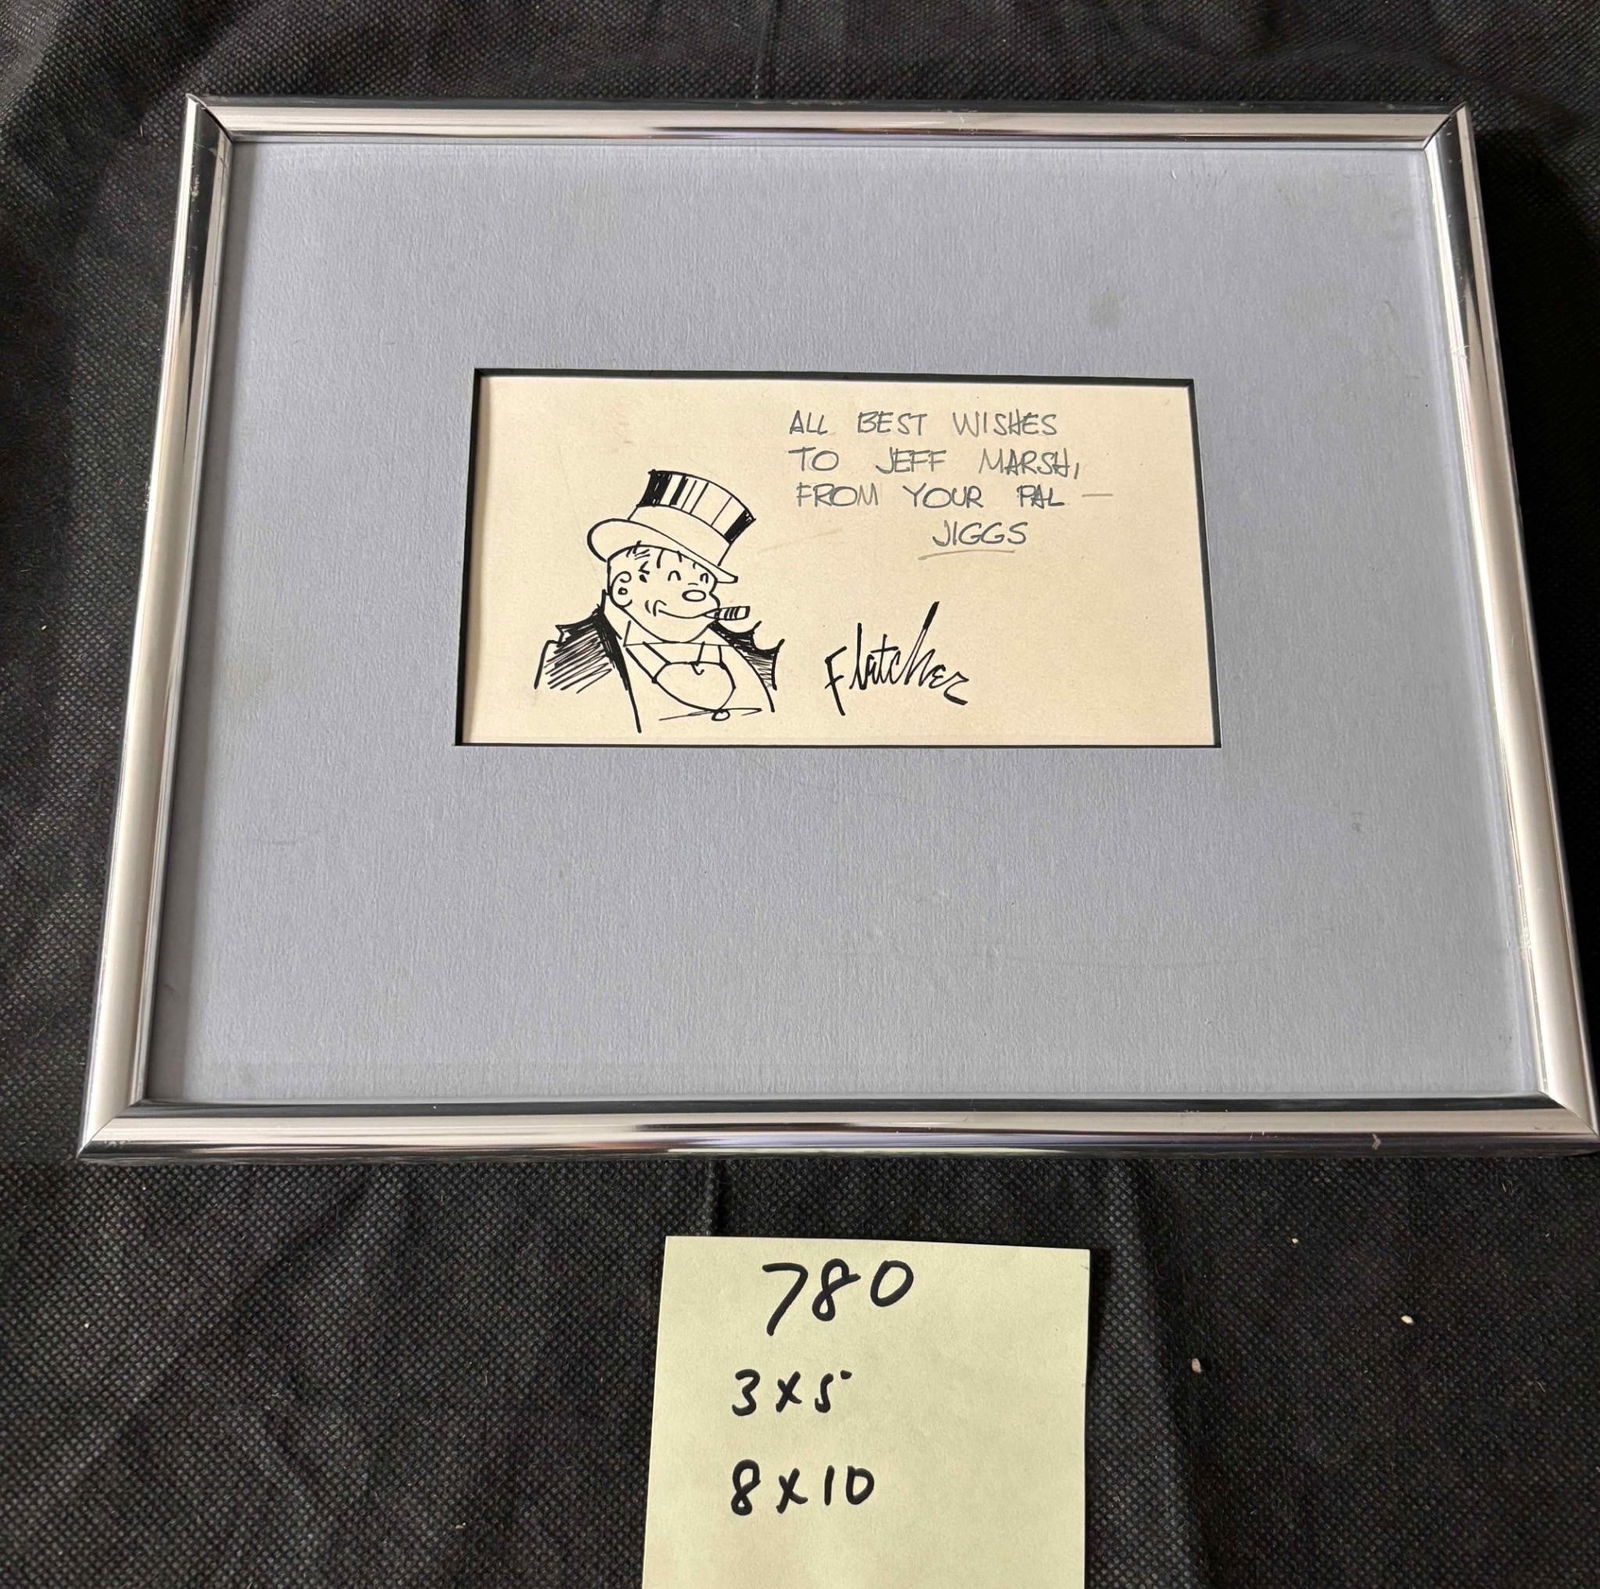 ALL BEST WISHES
TO JEFF MARSH,
FROM YOUR PAL —
JIGGS
Fletcher
780
3x5
8x10